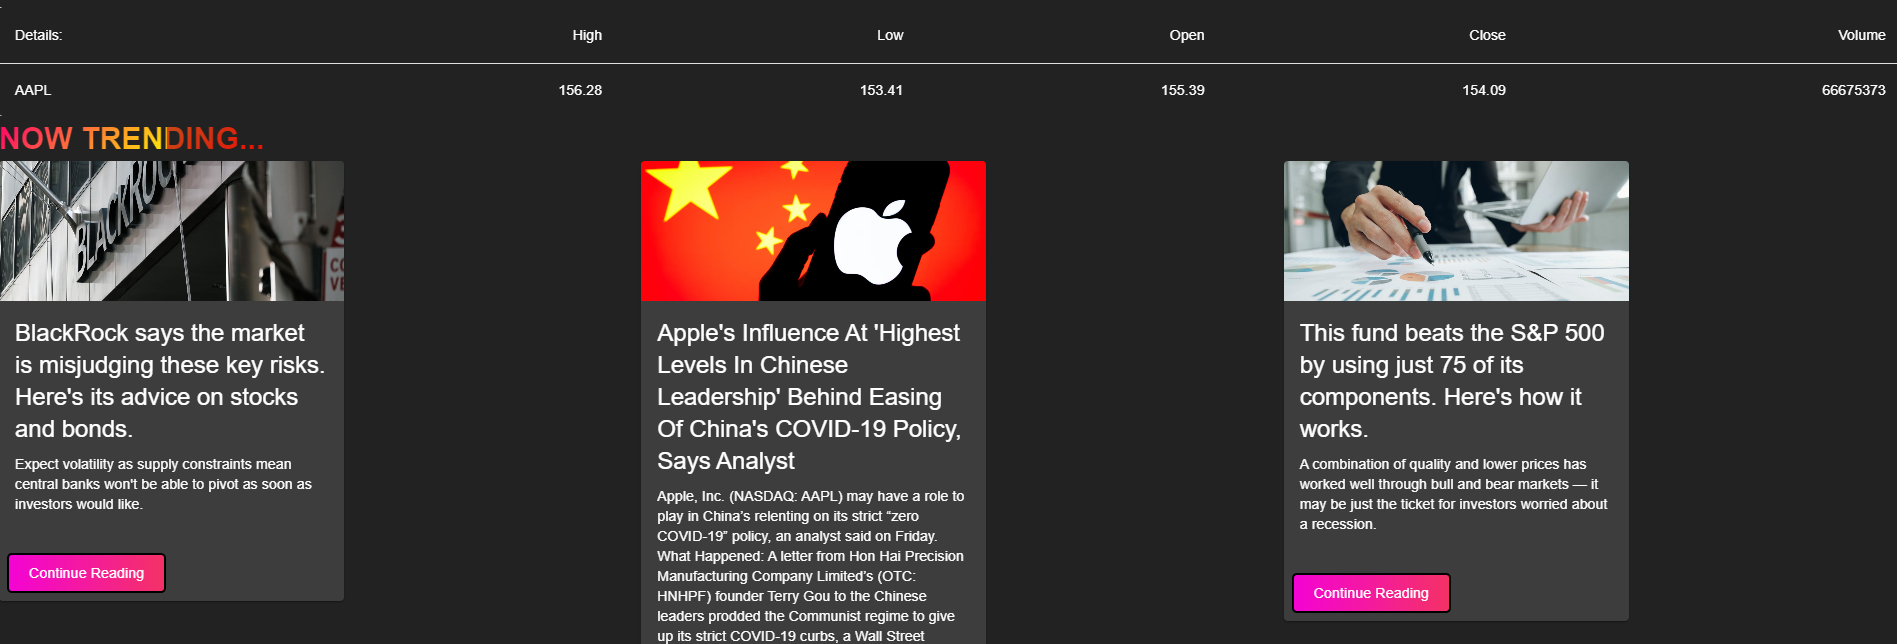 Details: High Low Open Close Volume
AAPL 156.28 153.41 155.39 154.09 66675373
NOW TRENDING...
BLACKROCK
BlackRock says the market
is misjudging these key risks.
Here's its advice on stocks
and bonds.
Expect volatility as supply constraints mean
central banks won't be able to pivot as soon as
investors would like.
Continue Reading
Apple's Influence At 'Highest
Levels In Chinese
Leadership' Behind Easing
Of China's COVID-19 Policy,
Says Analyst
Apple, Inc. (NASDAQ: AAPL) may have a role to
play in China’s relenting on its strict “zero
COVID-19” policy, an analyst said on Friday.
What Happened: A letter from Hon Hai Precision
Manufacturing Company Limited’s (OTC:
HNHPF) founder Terry Gou to the Chinese
leaders prodded the Communist regime to give
up its strict COVID-19 curbs, a Wall Street
This fund beats the S&P 500
by using just 75 of its
components. Here's how it
works.
A combination of quality and lower prices has
worked well through bull and bear markets — it
may be just the ticket for investors worried about
a recession.
Continue Reading